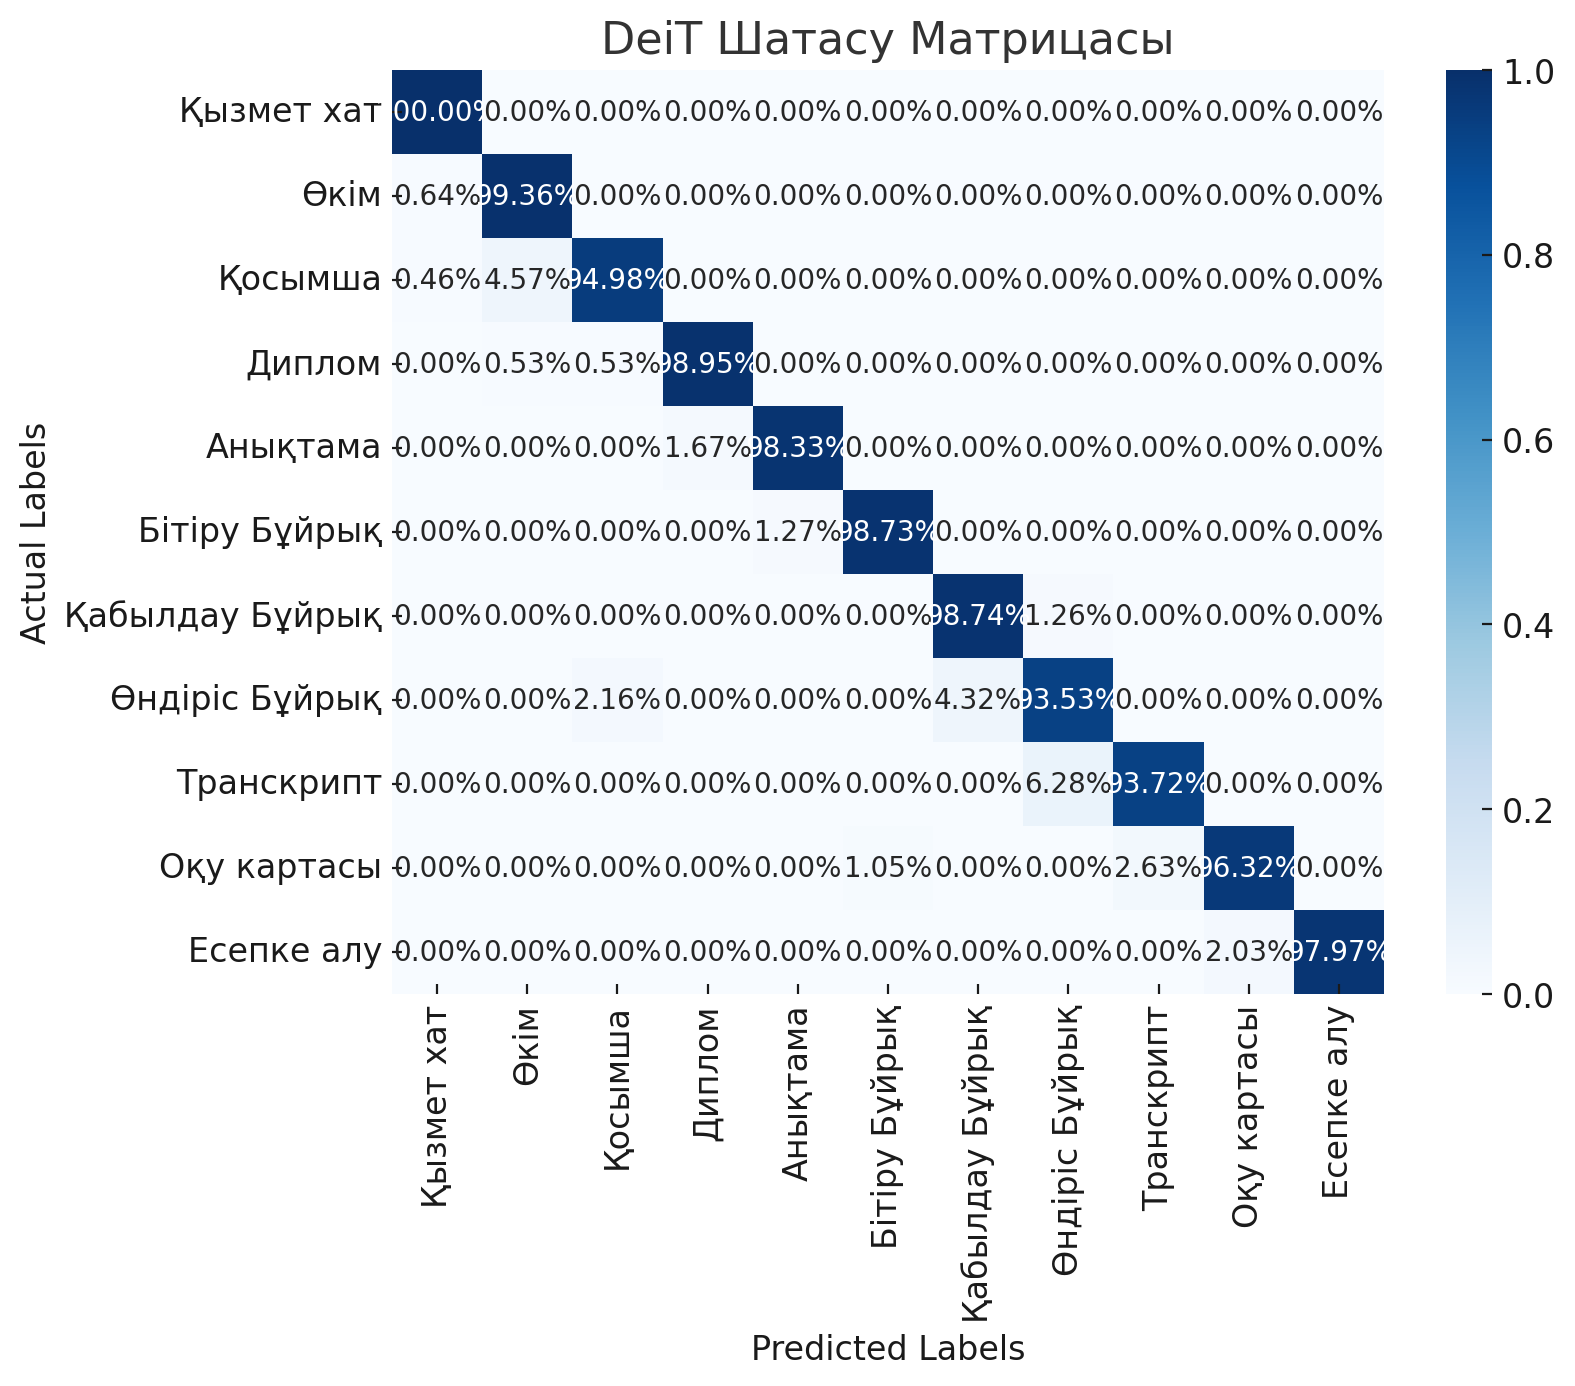 DeiT Шатасу Матрицасы
Қызмет хат 00.00% 0.00% 0.00% 0.00% 0.00% 0.00% 0.00% 0.00% 0.00% 0.00% 0.00%
Өкім 0.64% 99.36% 0.00% 0.00% 0.00% 0.00% 0.00% 0.00% 0.00% 0.00% 0.00%
Қосымша 0.46% 4.57% 94.98% 0.00% 0.00% 0.00% 0.00% 0.00% 0.00% 0.00% 0.00%
Диплом 0.00% 0.53% 0.53% 98.95% 0.00% 0.00% 0.00% 0.00% 0.00% 0.00% 0.00%
Анықтама 0.00% 0.00% 0.00% 1.67% 98.33% 0.00% 0.00% 0.00% 0.00% 0.00% 0.00%
Бітіру Бұйрық 0.00% 0.00% 0.00% 0.00% 1.27% 98.73% 0.00% 0.00% 0.00% 0.00% 0.00%
Қабылдау Бұйрық 0.00% 0.00% 0.00% 0.00% 0.00% 0.00% 98.74% 1.26% 0.00% 0.00% 0.00%
Өндіріс Бұйрық 0.00% 0.00% 2.16% 0.00% 0.00% 0.00% 4.32% 93.53% 0.00% 0.00% 0.00%
Транскрипт 0.00% 0.00% 0.00% 0.00% 0.00% 0.00% 0.00% 6.28% 93.72% 0.00% 0.00%
Оқу картасы 0.00% 0.00% 0.00% 0.00% 0.00% 1.05% 0.00% 0.00% 2.63% 96.32% 0.00%
Есепке алу 0.00% 0.00% 0.00% 0.00% 0.00% 0.00% 0.00% 0.00% 0.00% 2.03% 97.97%
Actual Labels
Қызмет хат
Өкім
Қосымша
Диплом
Анықтама
Бітіру Бұйрық
Қабылдау Бұйрық
Өндіріс Бұйрық
Транскрипт
Оқу картасы
Есепке алу
Predicted Labels
1.0
0.8
0.6
0.4
0.2
0.0